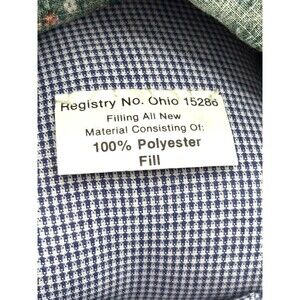 Registry No. Ohio 15286
Filling All New
Material Consisting Of:
100% Polyester
Fill